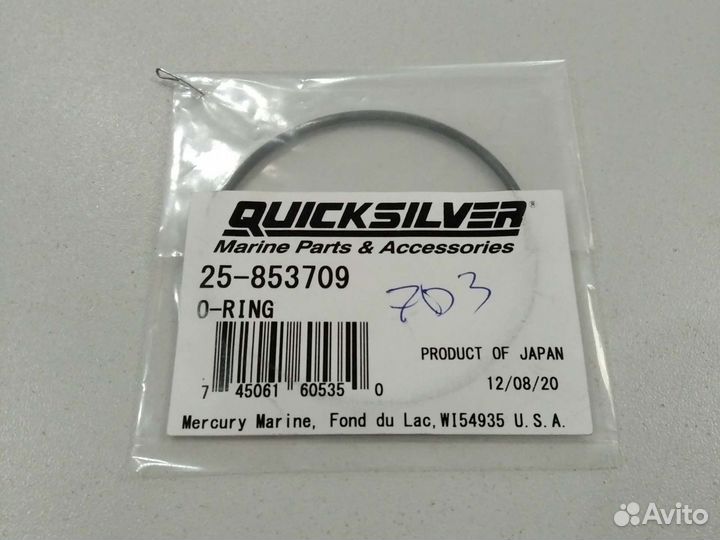 QUICKSILVER®
Marine Parts & Accessories
25-853709
O-RING
703
PRODUCT OF JAPAN
7 45061 60535 0
12/08/20
Mercury Marine, Fond du Lac,WI54935 U.S.A.
Avito